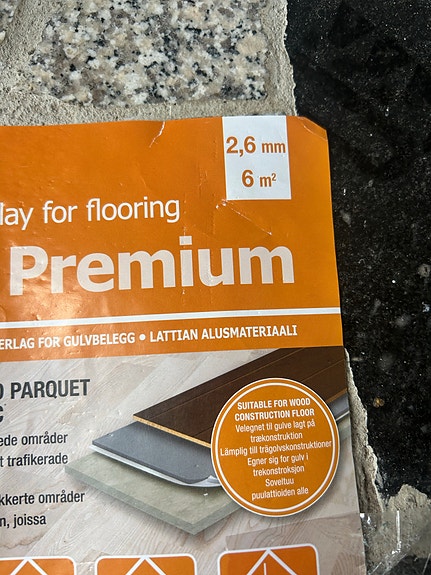 2,6 mm
6 m²
lay for flooring
Premium
ERLAG FOR GULVBELEGG • LATTIAN ALUSMATERIAALI
PARQUET
SUITABLE FOR WOOD
CONSTRUCTION FLOOR
Velegnet til gulve lagt på
trækonstruktion
Lämplig till trägolvskonstruktioner
Egner sig for gulv i
trekonstroksjon
Soveltuu
puulattioiden alle
ede områder
t trafikerade
kkerte områder
n, joissa